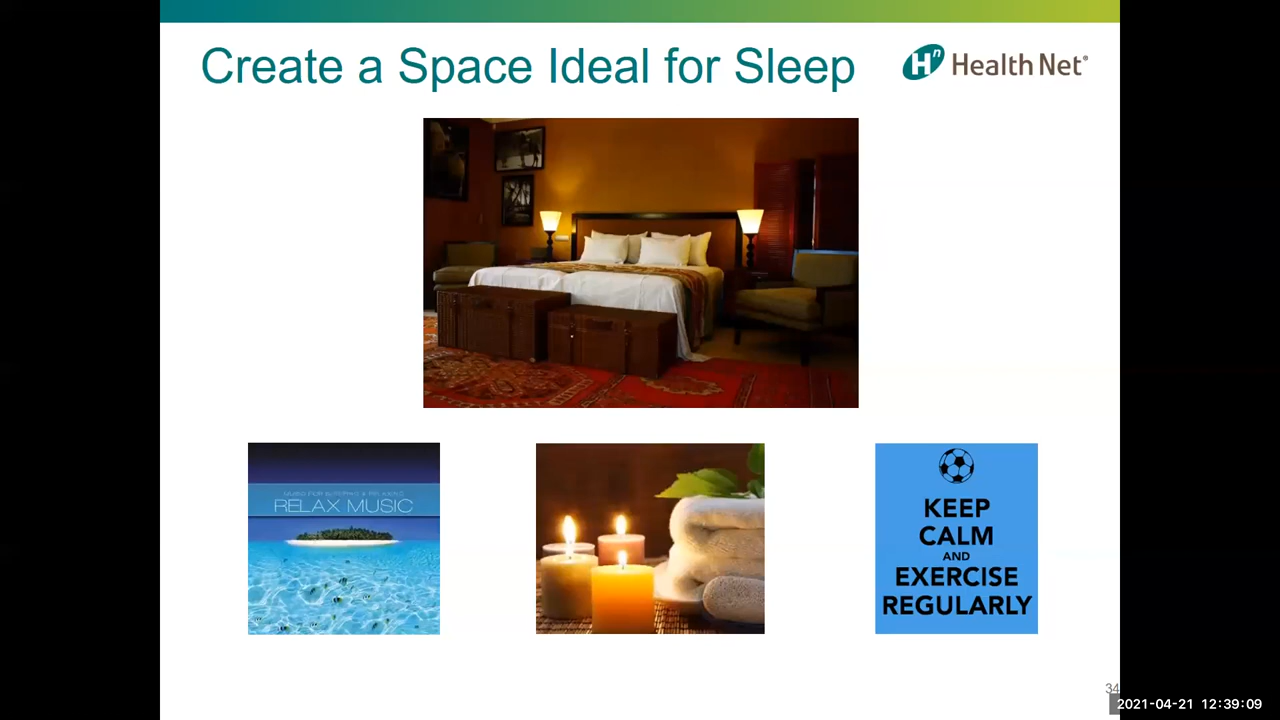 Create a Space Ideal for Sleep
Hn Health Net®
RELAX MUSIC
KEEP
CALM
AND
EXERCISE
REGULARLY
34
2021-04-21 12:39:09